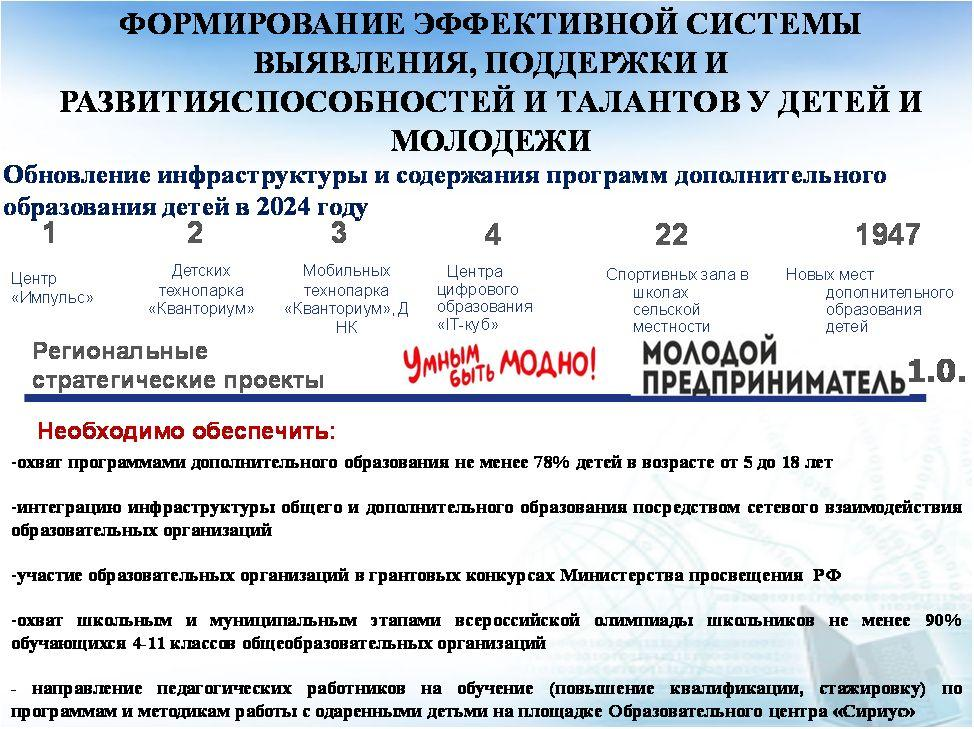 ФОРМИРОВАНИЕ ЭФФЕКТИВНОЙ СИСТЕМЫ
ВЫЯВЛЕНИЯ, ПОДДЕРЖКИ И
РАЗВИТИЯСПОСОБНОСТЕЙ И ТАЛАНТОВ У ДЕТЕЙ И
МОЛОДЕЖИ
Обновление инфраструктуры и содержания программ дополнительного
образования детей в 2024 году
1
Центр
«Импульс»
2
Детских
технопарка
«Кванториум»
3
Мобильных
технопарка
«Кванториум», Д
НК
4
Центра
цифрового
образования
«IT-куб»
22
Спортивных зала в
школах
сельской
местности
1947
Новых мест
дополнительного
образования
детей
Региональные
стратегические проекты
УМНЫМ
БЫТЬ МОДНО!
МОЛОДОЙ
ПРЕДПРИНИМАТЕЛЬ 1.0.
Необходимо обеспечить:
-охват программами дополнительного образования не менее 78% детей в возрасте от 5 до 18 лет
-интеграцию инфраструктуры общего и дополнительного образования посредством сетевого взаимодействия
образовательных организаций
-участие образовательных организаций в грантовых конкурсах Министерства просвещения РФ
-охват школьным и муниципальным этапами всероссийской олимпиады школьников не менее 90%
обучающихся 4-11 классов общеобразовательных организаций
- направление педагогических работников на обучение (повышение квалификации, стажировку) по
программам и методикам работы с одаренными детьми на площадке Образовательного центра «Сириус»